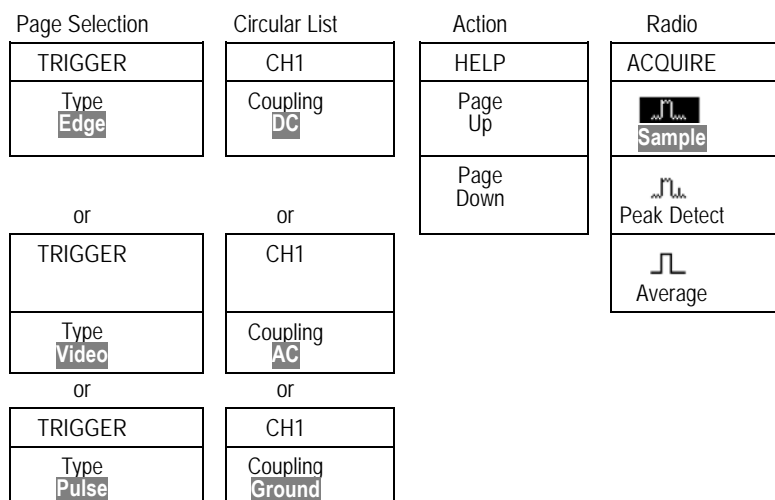 Page Selection
TRIGGER
Type
Edge
or
TRIGGER
Type
Video
or
TRIGGER
Type
Pulse
Circular List
CH1
Coupling
DC
or
CH1
Coupling
AC
or
CH1
Coupling
Ground
Action
HELP
Page
Up
Page
Down
Radio
ACQUIRE
Sample
Peak Detect
Average